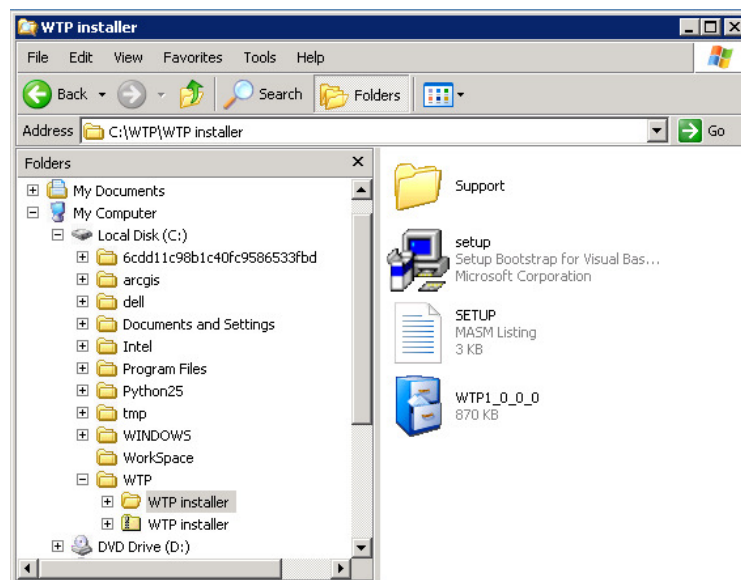 WTP installer
File Edit View Favorites Tools Help
Back Search Folders
Address C:\WTP\WTP installer Go
Folders
My Documents
My Computer
Local Disk (C:)
6cdd11c98b1c40fc9586533fbd
arcgis
dell
Documents and Settings
Intel
Program Files
Python25
tmp
WINDOWS
WorkSpace
WTP
WTP installer
WTP installer
DVD Drive (D:)
Support
setup
Setup Bootstrap for Visual Bas...
Microsoft Corporation
SETUP
MASM Listing
3 KB
WTP1_0_0_0
870 KB